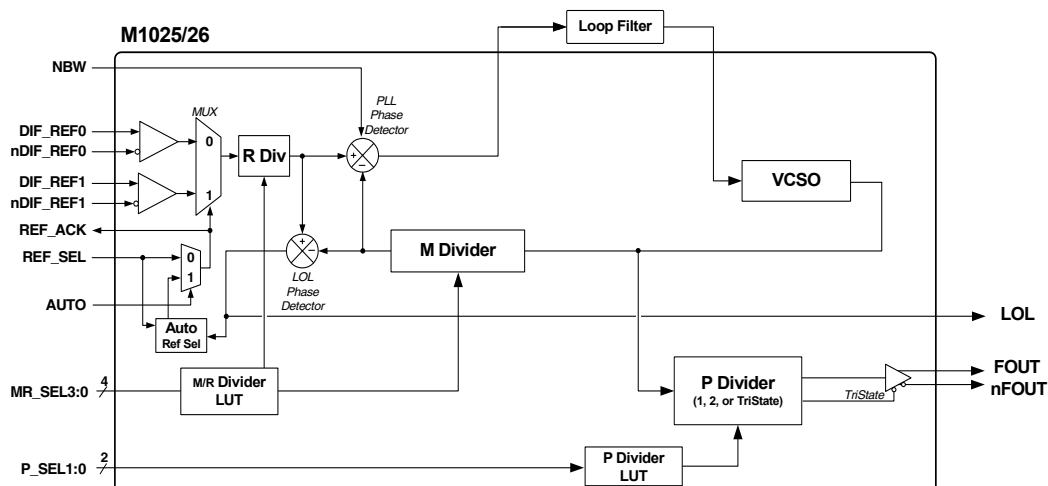 M1025/26
Loop Filter
NBW
MUX
PLL
Phase
Detector
DIF_REF0
nDIF_REF0
0
R Div
+
–
VCSO
DIF_REF1
nDIF_REF1
1
REF_ACK
REF_SEL
0
1
+
–
M Divider
LOL
Phase
Detector
AUTO
Auto
Ref Sel
LOL
MR_SEL3:0
4
M/R Divider
LUT
P Divider
(1, 2, or TriState)
TriState
FOUT
nFOUT
P_SEL1:0
2
P Divider
LUT